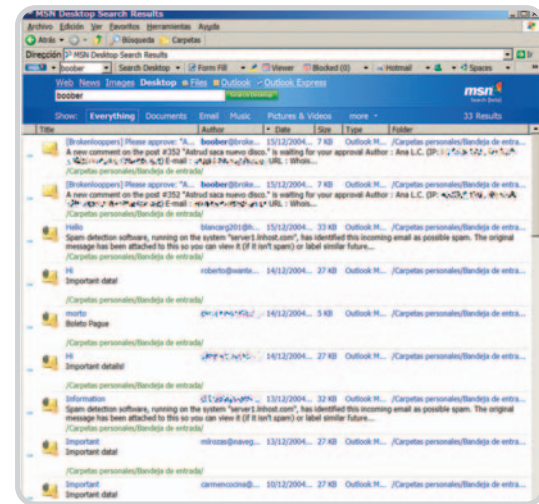 MSN Desktop Search Results
Archivo Edición Ver Favoritos Herramientas Ayuda
Atrás Búsqueda Carpetas
Dirección MSN Desktop Search Results Ir
boober Search Desktop Form Fill Viewer Blocked (0) Hotmail Spaces
Web News Images Desktop Files Outlook Outlook Express
boober Search Desktop
msn
Search (beta)
Show: Everything Documents Email Music Pictures & Videos more 33 Results
Title Author Date Size Type Folder
[Brokenloppers] Please approve: "A... boober@broke... 15/12/2004... 7 KB Outlook M... /Carpetas personales/Bandeja de entra...
A new comment on the post #352 "Astrud saca nuevo disco." is waiting for your approval Author : Ana L.C. (IP:
E-mail : URL : Whois...
/Carpetas personales/Bandeja de entrada/
[Brokenloppers] Please approve: "A... boober@broke... 15/12/2004... 7 KB Outlook M... /Carpetas personales/Bandeja de entra...
A new comment on the post #352 "Astrud saca nuevo disco." is waiting for your approval Author : Ana L.C. (IP:
E-mail : URL : Whois...
/Carpetas personales/Bandeja de entrada/
Hello blancarg201@h... 15/12/2004... 33 KB Outlook M... /Carpetas personales/Bandeja de entra...
Spam detection software, running on the system "server1.lnhost.com", has identified this incoming email as possible spam. The original
message has been attached to this so you can view it (if it isn't spam) or label similar future...
/Carpetas personales/Bandeja de entrada/
Hi roberto@wante... 14/12/2004... 27 KB Outlook M... /Carpetas personales/Bandeja de entra...
Important data!
/Carpetas personales/Bandeja de entrada/
morto 14/12/2004... 5 KB Outlook M... /Carpetas personales/Bandeja de entra...
Boleto Pague
/Carpetas personales/Bandeja de entrada/
Hi 14/12/2004... 27 KB Outlook M... /Carpetas personales/Bandeja de entra...
Important details!
/Carpetas personales/Bandeja de entrada/
Information 13/12/2004... 32 KB Outlook M... /Carpetas personales/Bandeja de entra...
Spam detection software, running on the system "server1.lnhost.com", has identified this incoming email as possible spam. The original
message has been attached to this so you can view it (if it isn't spam) or label similar future...
/Carpetas personales/Bandeja de entrada/
Important mirozas@naveg... 13/12/2004... 27 KB Outlook M... /Carpetas personales/Bandeja de entra...
/Carpetas personales/Bandeja de entrada/
Important carmencocina@... 10/12/2004... 27 KB Outlook M... /Carpetas personales/Bandeja de entra...
Important data!